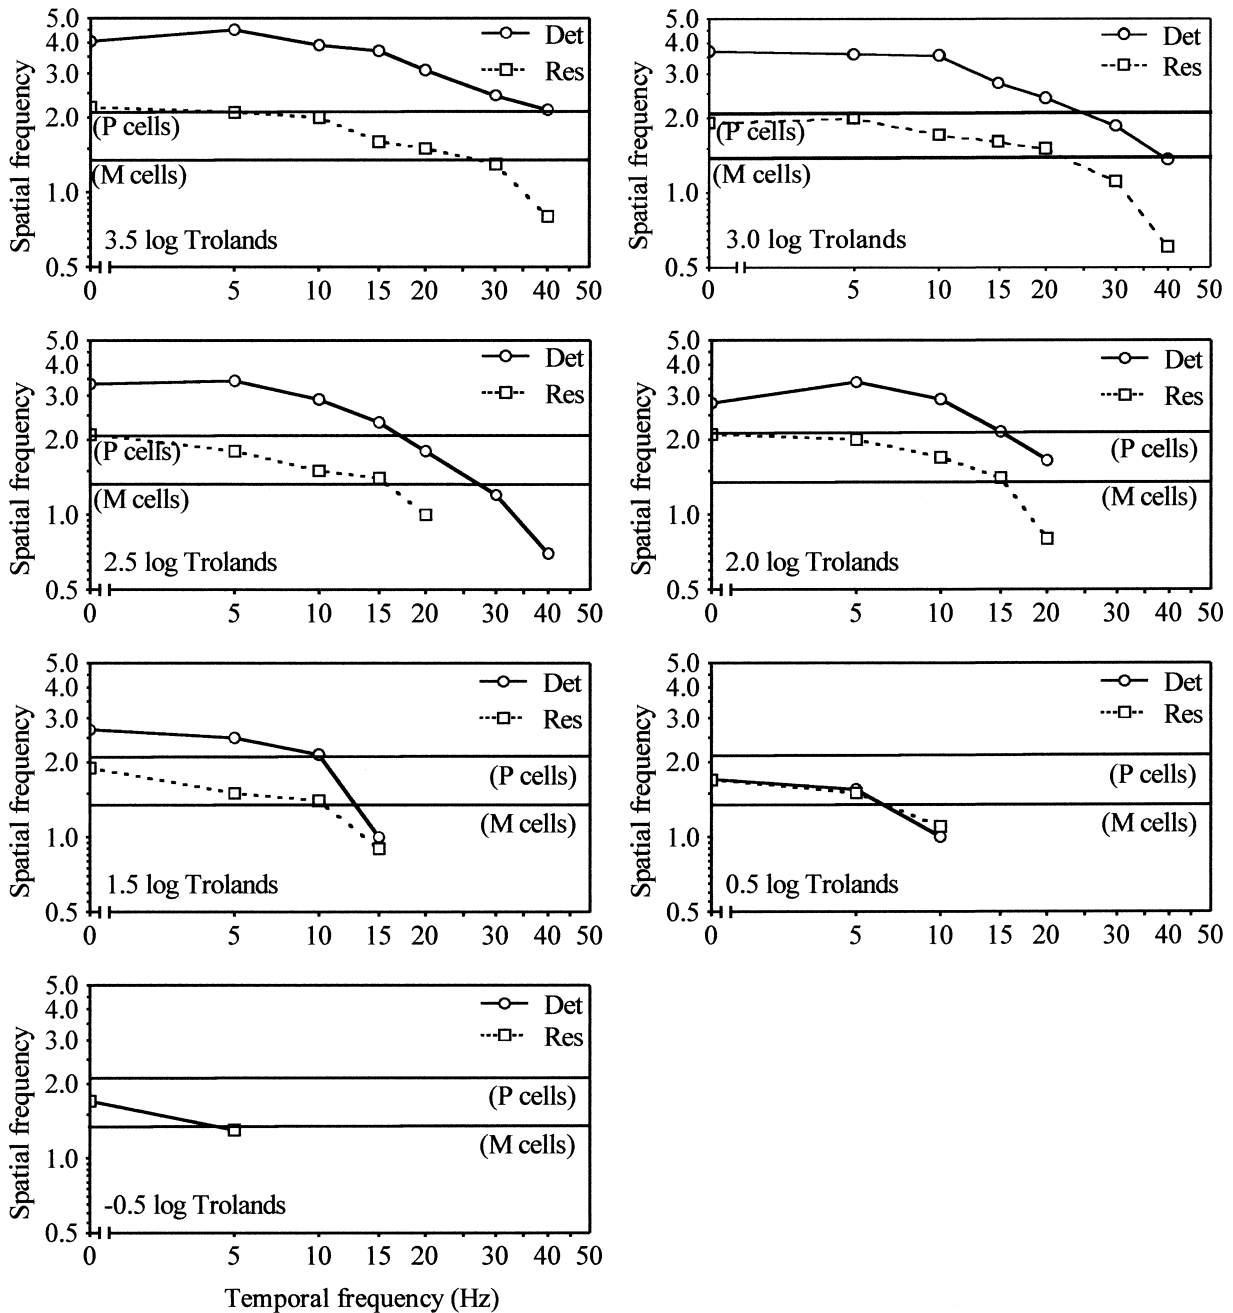 5.0
4.0
3.0
2.0
1.0
0.5
Spatial frequency
Det
Res
(P cells)
(M cells)
3.5 log Trolands
0 5 10 15 20 30 40 50
5.0
4.0
3.0
2.0
1.0
0.5
Spatial frequency
Det
Res
(P cells)
(M cells)
3.0 log Trolands
0 5 10 15 20 30 40 50
5.0
4.0
3.0
2.0
1.0
0.5
Spatial frequency
Det
Res
(P cells)
(M cells)
2.5 log Trolands
0 5 10 15 20 30 40 50
5.0
4.0
3.0
2.0
1.0
0.5
Spatial frequency
Det
Res
(P cells)
(M cells)
2.0 log Trolands
0 5 10 15 20 30 40 50
5.0
4.0
3.0
2.0
1.0
0.5
Spatial frequency
Det
Res
(P cells)
(M cells)
1.5 log Trolands
0 5 10 15 20 30 40 50
5.0
4.0
3.0
2.0
1.0
0.5
Spatial frequency
Det
Res
(P cells)
(M cells)
0.5 log Trolands
0 5 10 15 20 30 40 50
5.0
4.0
3.0
2.0
1.0
0.5
Spatial frequency
Det
Res
(P cells)
(M cells)
-0.5 log Trolands
0 5 10 15 20 30 40 50
Temporal frequency (Hz)